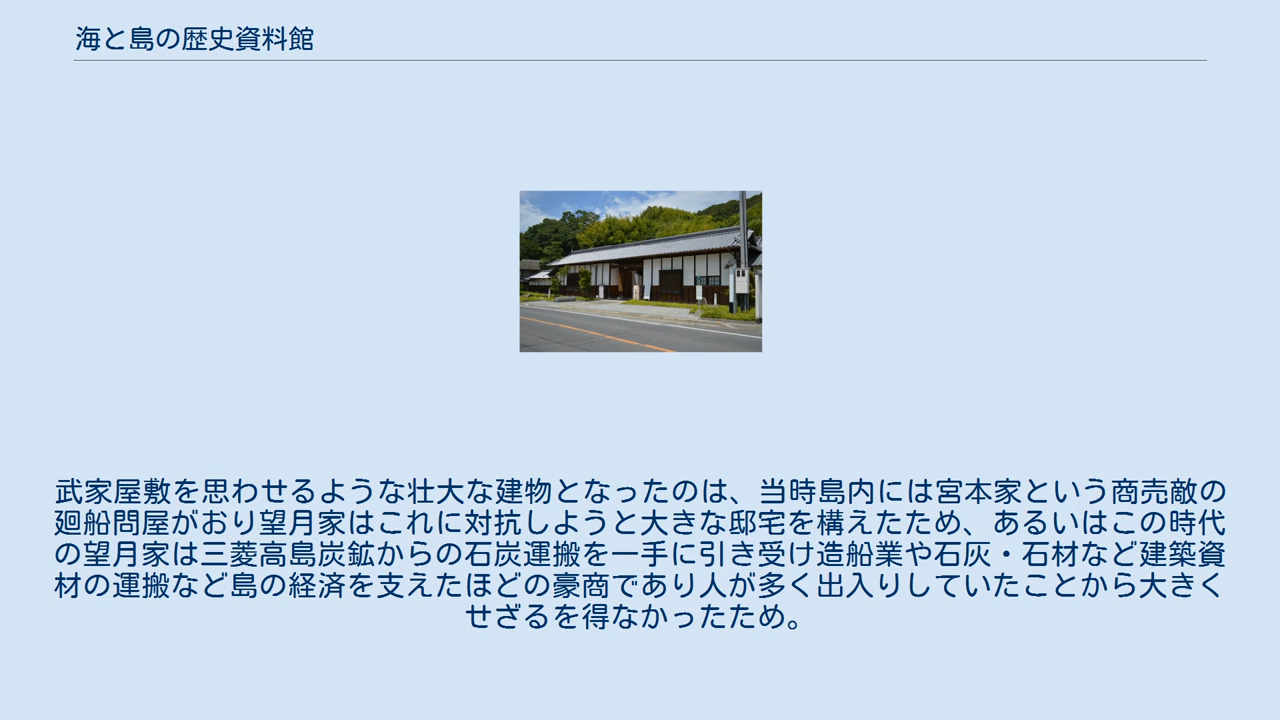 海と島の歴史資料館
武家屋敷を思わせるような壮大な建物となったのは、当時島内には宮本家という商売敵の
廻船問屋がおり望月家はこれに対抗しようと大きな邸宅を構えたため、あるいはこの時代
の望月家は三菱高島炭鉱からの石炭運搬を一手に引き受け造船業や石灰・石材など建築資
材の運搬など島の経済を支えたほどの豪商であり人が多く出入りしていたことから大きく
せざるを得なかったため。